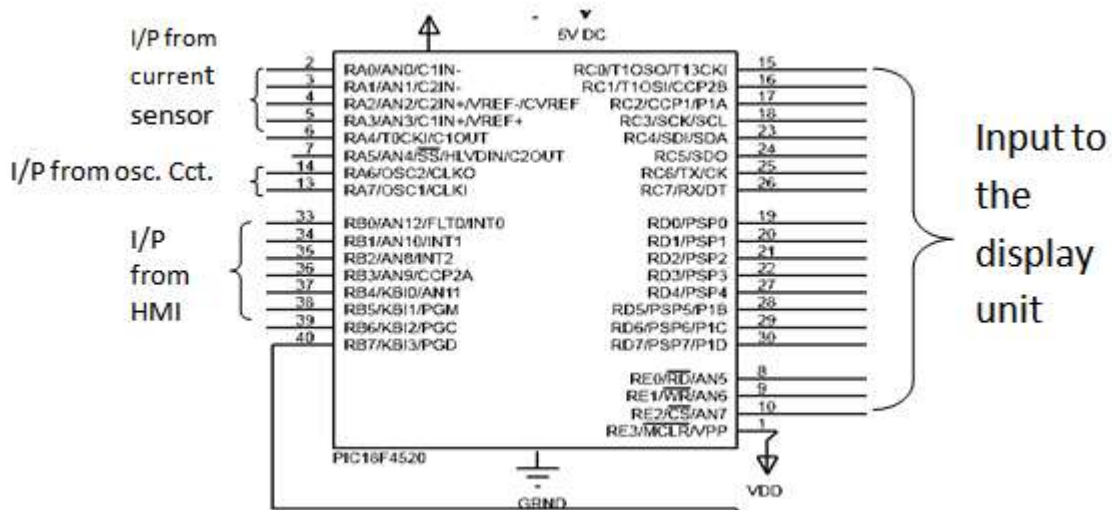 I/P from
current
sensor
I/P from osc. Cct.
I/P
from
HMI
5V DC
2 RA0/AN0/C1IN-
3 RA1/AN1/C2IN-
4 RA2/AN2/C2IN+/VREF-/CVREF
5 RA3/AN3/C1IN+/VREF+
6 RA4/T0CKI/C1OUT
7 RA5/AN4/SS/HLVDIN/C2OUT
14 RA6/OSC2/CLKO
13 RA7/OSC1/CLKI
33 RB0/AN12/FLT0/INT0
34 RB1/AN10/INT1
35 RB2/AN8/INT2
36 RB3/AN9/CCP2A
37 RB4/KBI0/AN11
38 RB5/KBI1/PGM
39 RB6/KBI2/PGC
40 RB7/KBI3/PGD
RC0/T1OSO/T13CKI 15
RC1/T1OSI/CCP2B 16
RC2/CCP1/P1A 17
RC3/SCK/SCL 18
RC4/SDI/SDA 23
RC5/SDO 24
RC6/TX/CK 25
RC7/RX/DT 26
RD0/PSP0 19
RD1/PSP1 20
RD2/PSP2 21
RD3/PSP3 22
RD4/PSP4 27
RD5/PSP5/P1B 28
RD6/PSP6/P1C 29
RD7/PSP7/P1D 30
RE0/RD/AN5 8
RE1/WR/AN6 9
RE2/CS/AN7 10
RE3/MCLR/VPP 1
PIC18F4520
GRND
VDD
Input to
the
display
unit